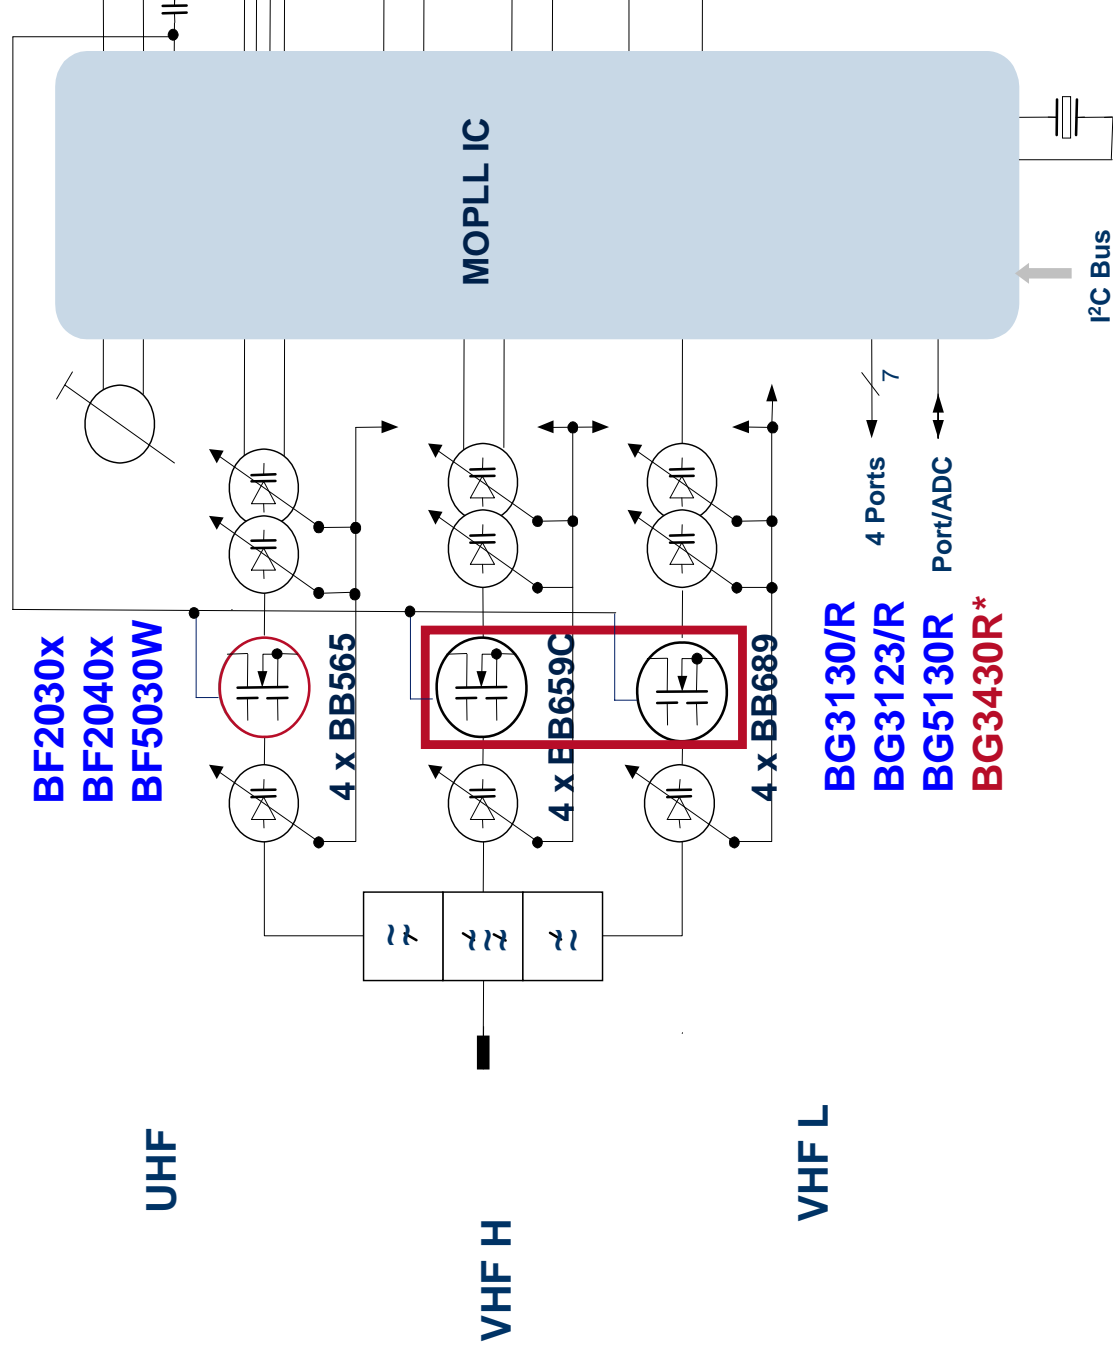 MOPLL IC
I²C Bus
7
4 Ports
Port/ADC
BF2030x
BF2040x
BF5030W
4 x BB565
4 x BB659C
4 x BB689
BG3130/R
BG3123/R
BG5130R
BG3430R*
UHF
VHF H
VHF L